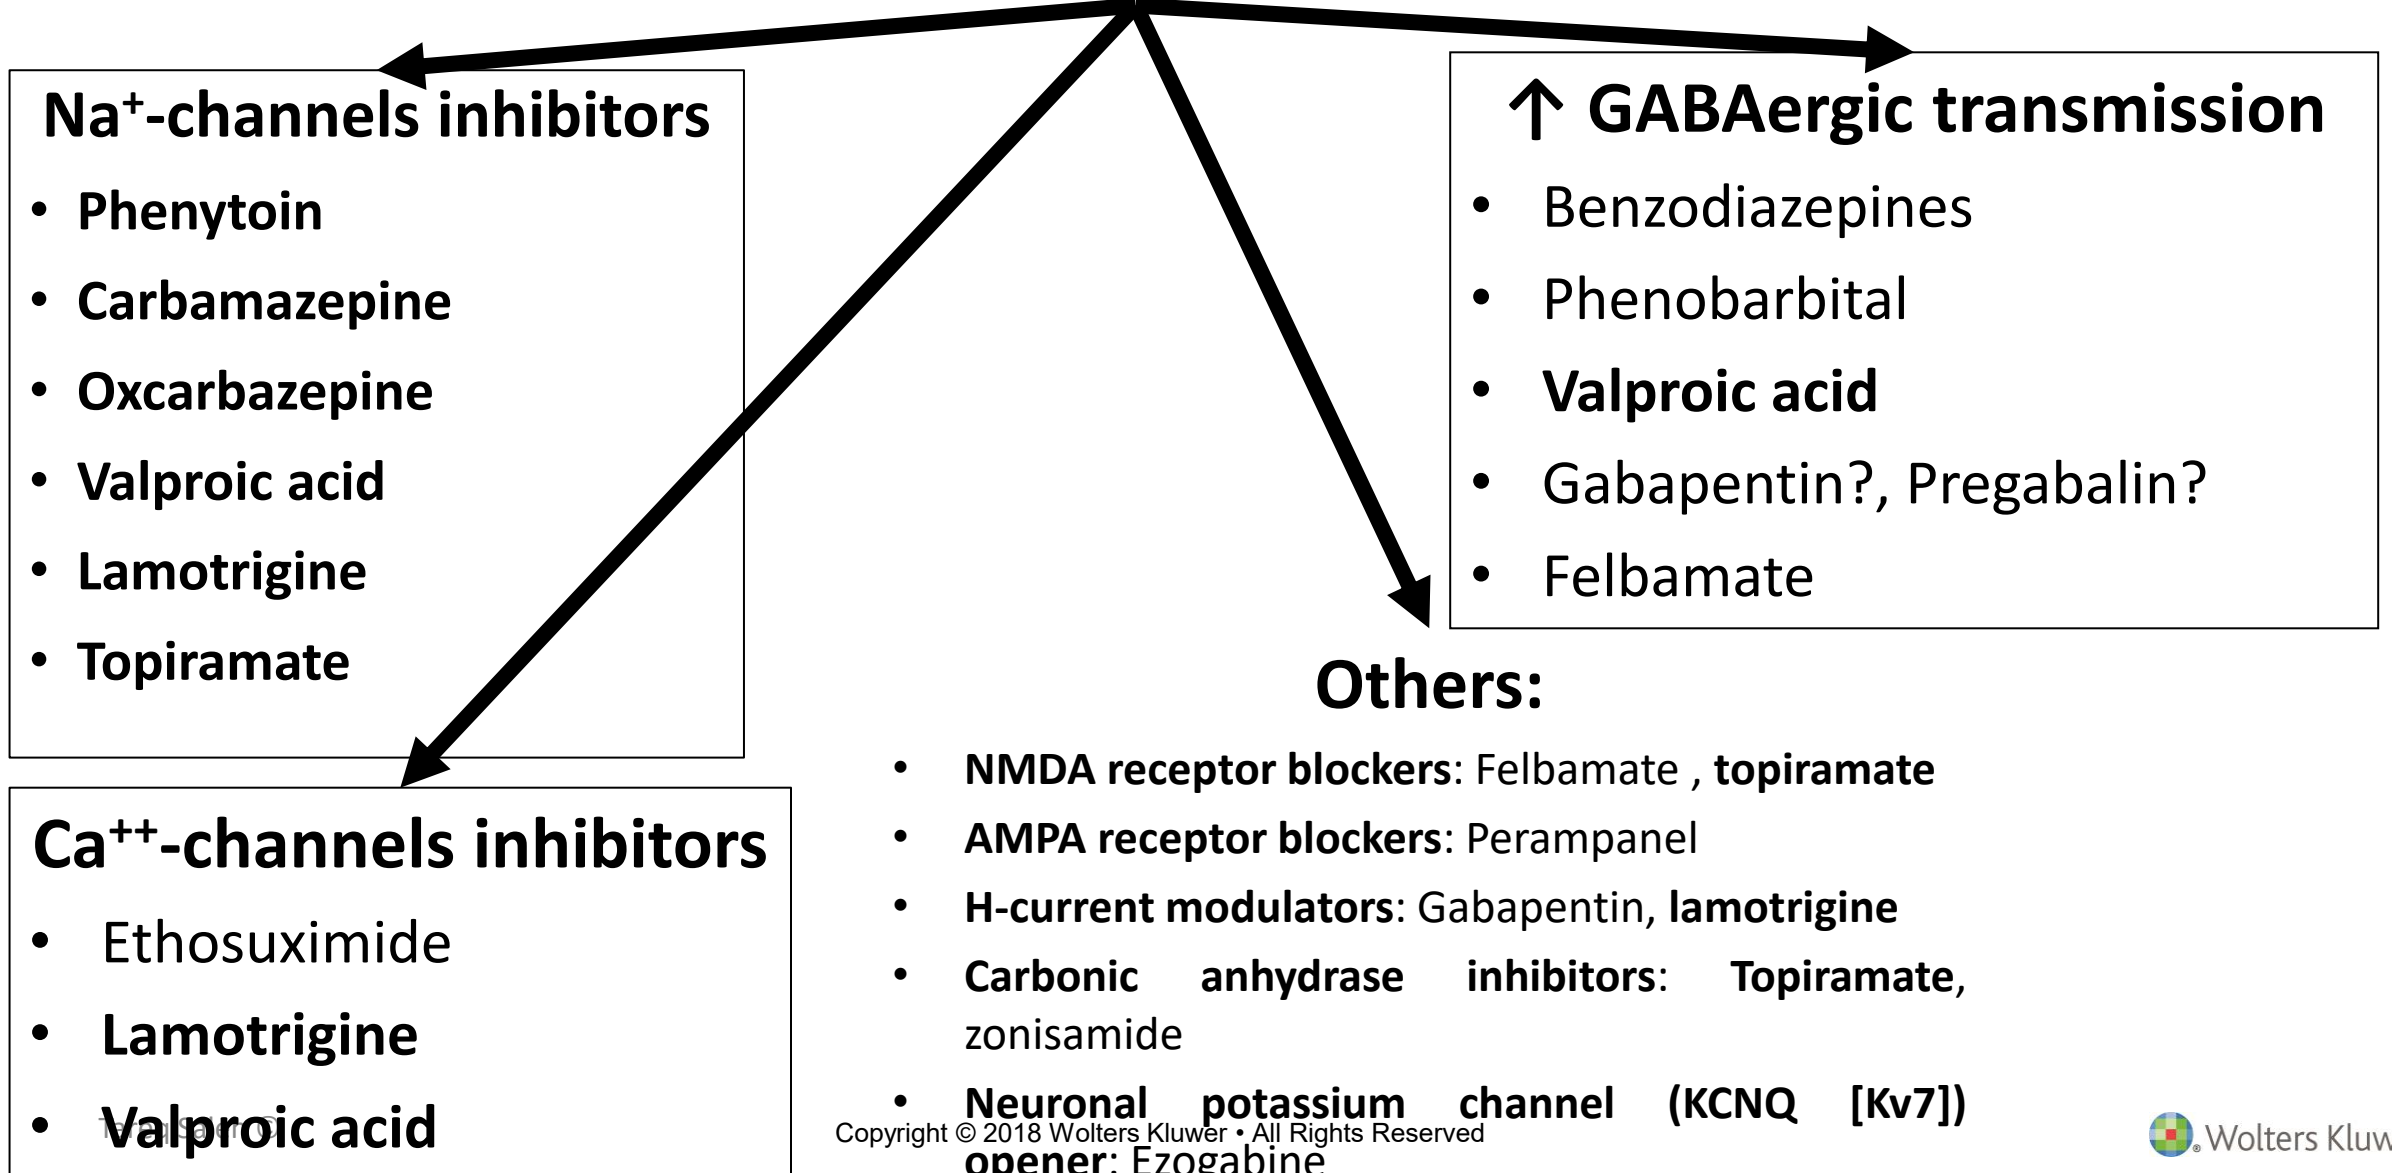 Na⁺-channels inhibitors
• Phenytoin
• Carbamazepine
• Oxcarbazepine
• Valproic acid
• Lamotrigine
• Topiramate
Ca⁺⁺-channels inhibitors
• Ethosuximide
• Lamotrigine
• Valproic acid
↑ GABAergic transmission
• Benzodiazepines
• Phenobarbital
• Valproic acid
• Gabapentin?, Pregabalin?
• Felbamate
Others:
• NMDA receptor blockers: Felbamate , topiramate
• AMPA receptor blockers: Perampanel
• H-current modulators: Gabapentin, lamotrigine
• Carbonic anhydrase inhibitors: Topiramate,
zonisamide
• Neuronal potassium channel (KCNQ [Kv7])
opener: Ezogabine
Copyright © 2018 Wolters Kluwer • All Rights Reserved
Wolters